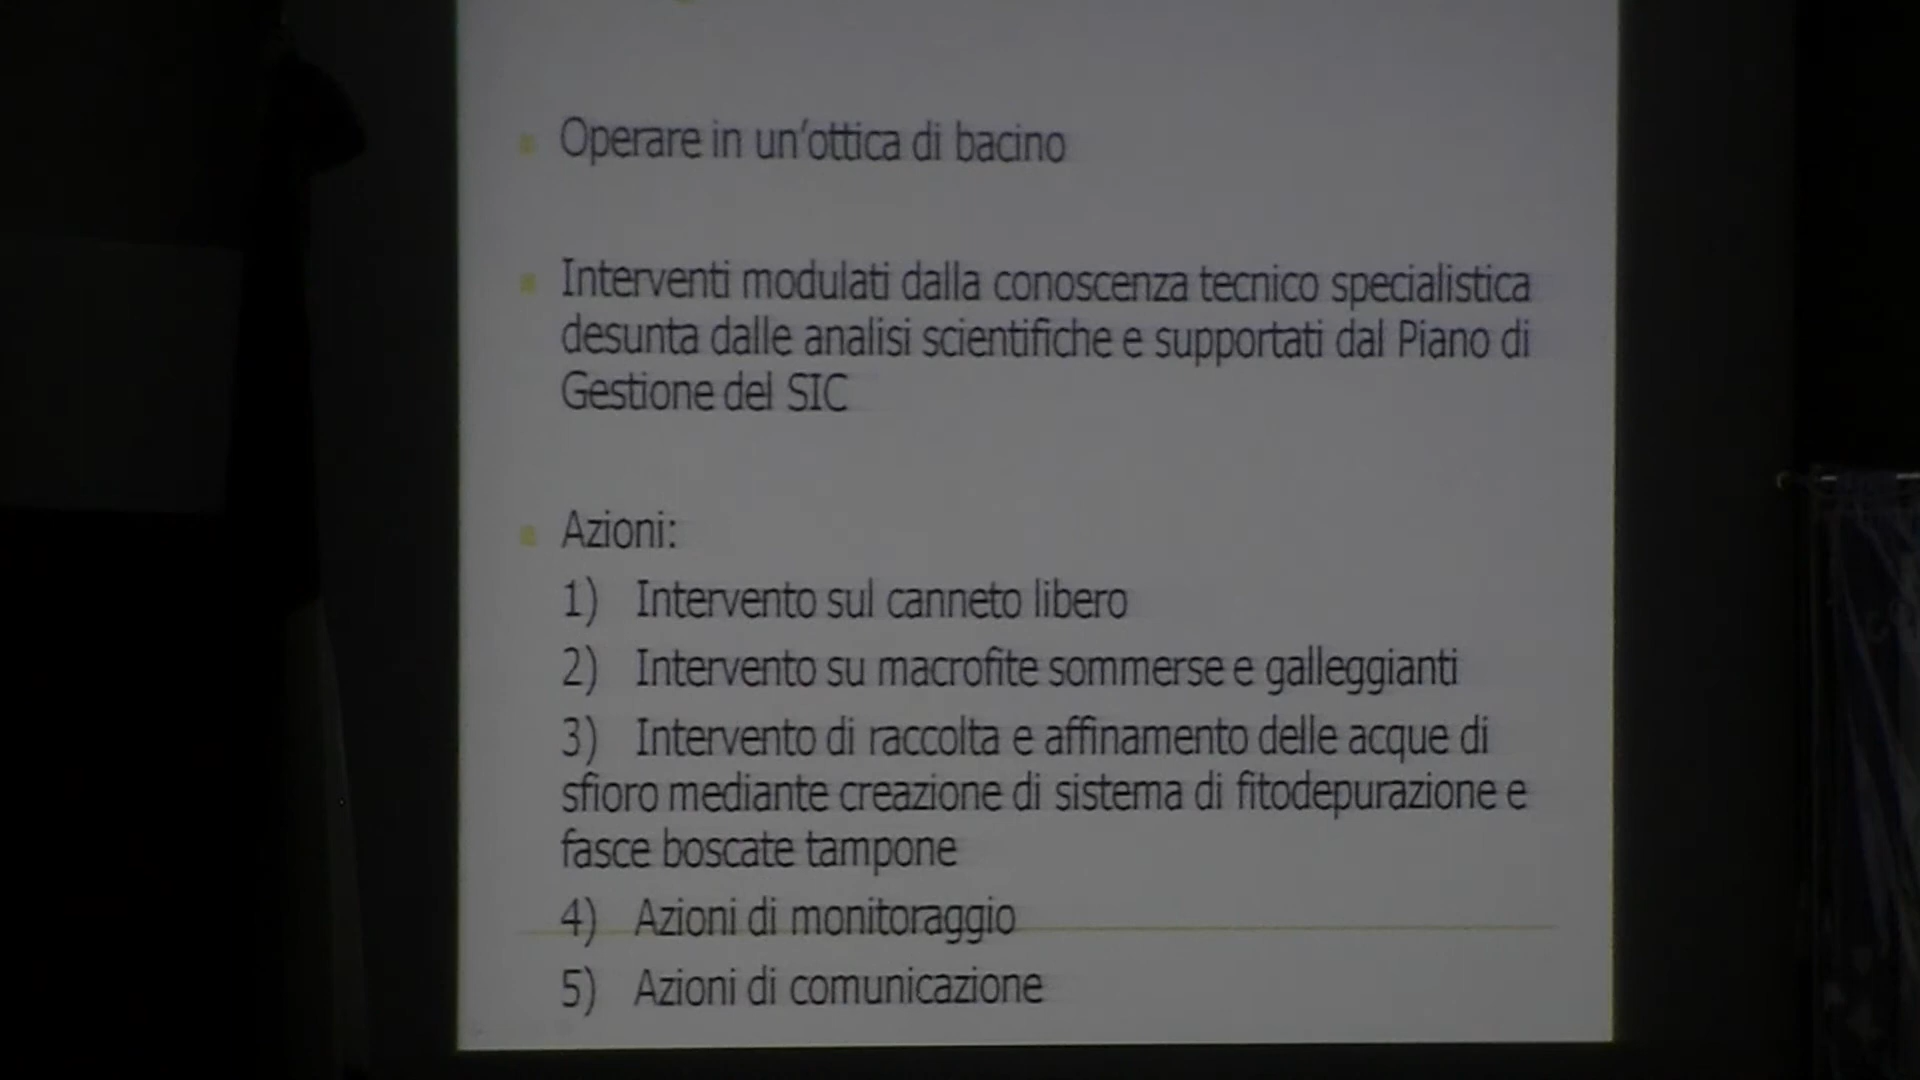 Operare in un'ottica di bacino
Interventi modulati dalla conoscenza tecnico specialistica
desunta dalle analisi scientifiche e supportati dal Piano di
Gestione del SIC
Azioni:
1) Intervento sul canneto libero
2) Intervento su macrofite sommerse e galleggianti
3) Intervento di raccolta e affinamento delle acque di
sfioro mediante creazione di sistema di fitodepurazione e
fasce boscate tampone
4) Azioni di monitoraggio
5) Azioni di comunicazione